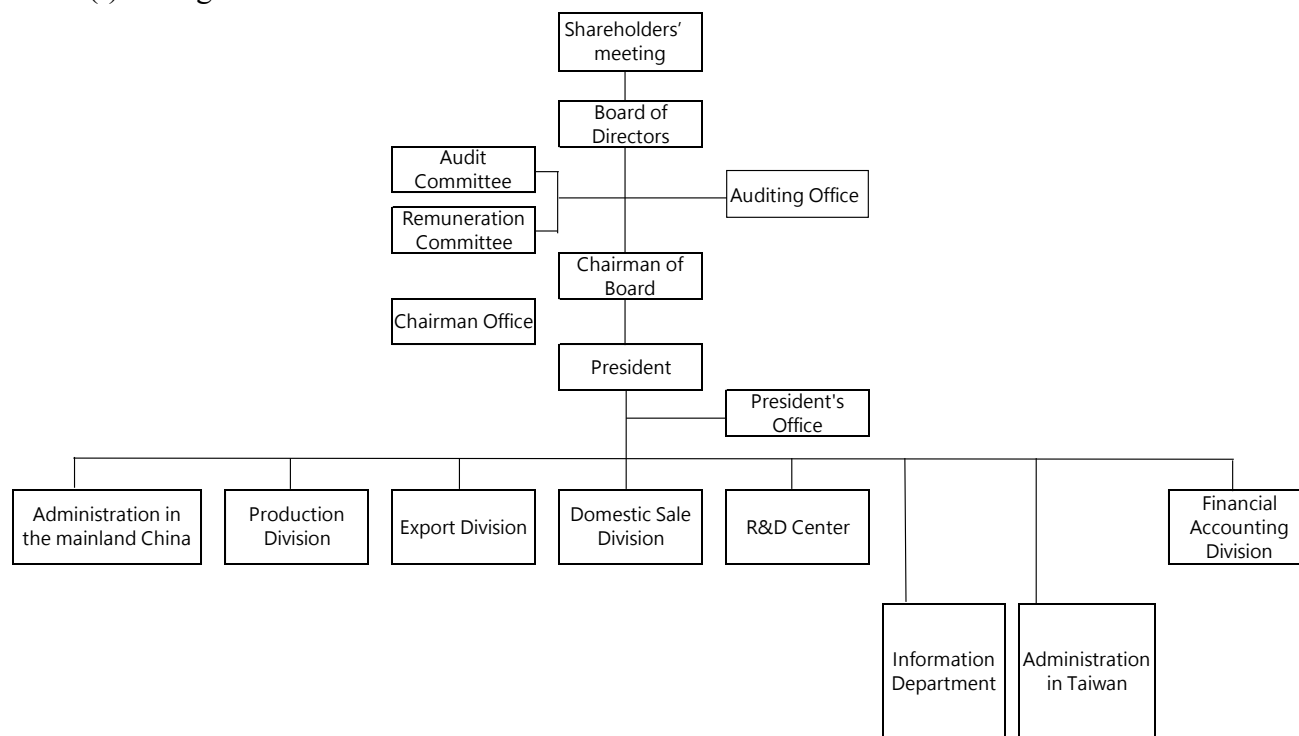 Shareholders'
meeting
Board of
Directors
Audit
Committee
Auditing Office
Remuneration
Committee
Chairman of
Board
Chairman Office
President
President's
Office
Administration in
the mainland China
Production
Division
Export Division
Domestic Sale
Division
R&D Center
Financial
Accounting
Division
Information
Department
Administration
in Taiwan